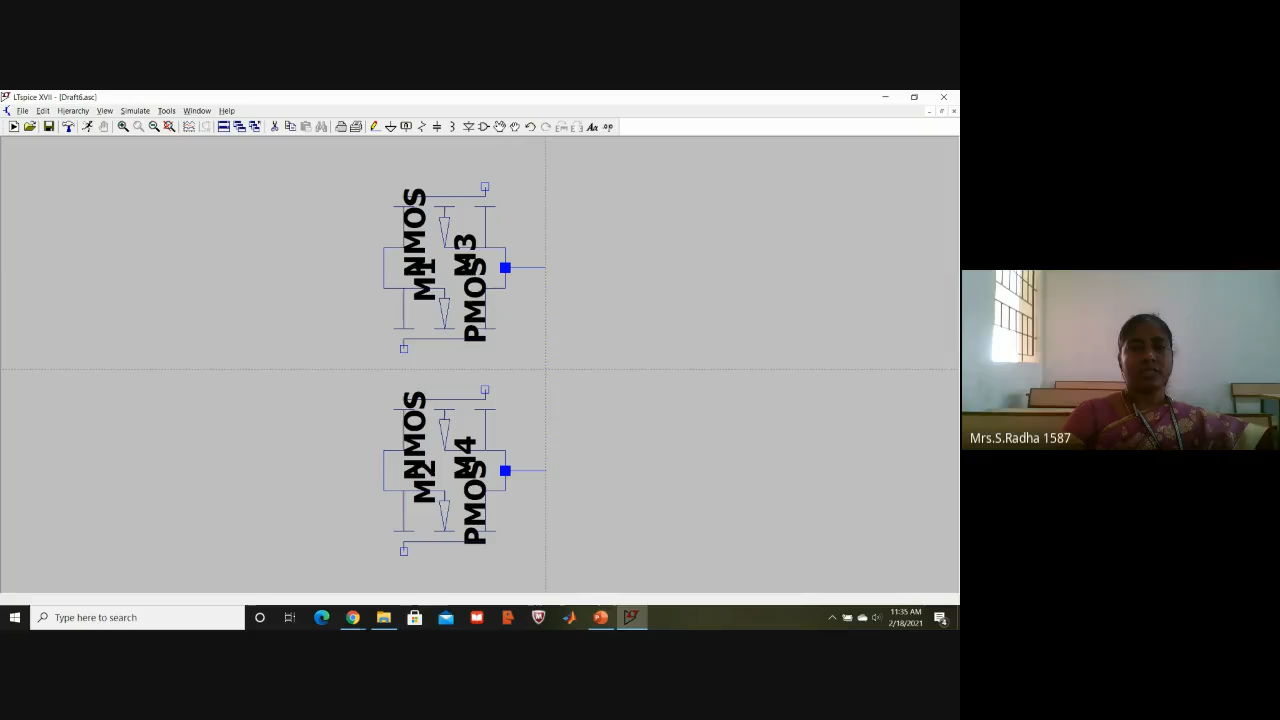 LTspice XVII - [Draft6.asc]
File Edit Hierarchy View Simulate Tools Window Help
NMOS
M1
M3
PMOS
NMOS
M2
M4
PMOS
Mrs.S.Radha 1587
Type here to search
11:35 AM
2/18/2021
4